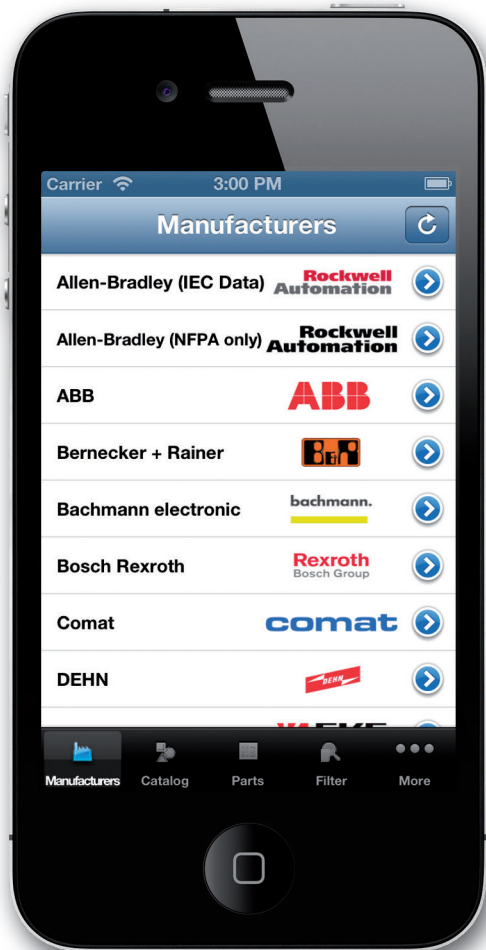 Carrier 3:00 PM
Manufacturers
Allen-Bradley (IEC Data) Rockwell Automation
Allen-Bradley (NFPA only) Rockwell Automation
ABB ABB
Bernecker + Rainer B&R
Bachmann electronic bachmann.
Bosch Rexroth Rexroth Bosch Group
Comat comat
DEHN DEHN
Manufacturers Catalog Parts Filter More